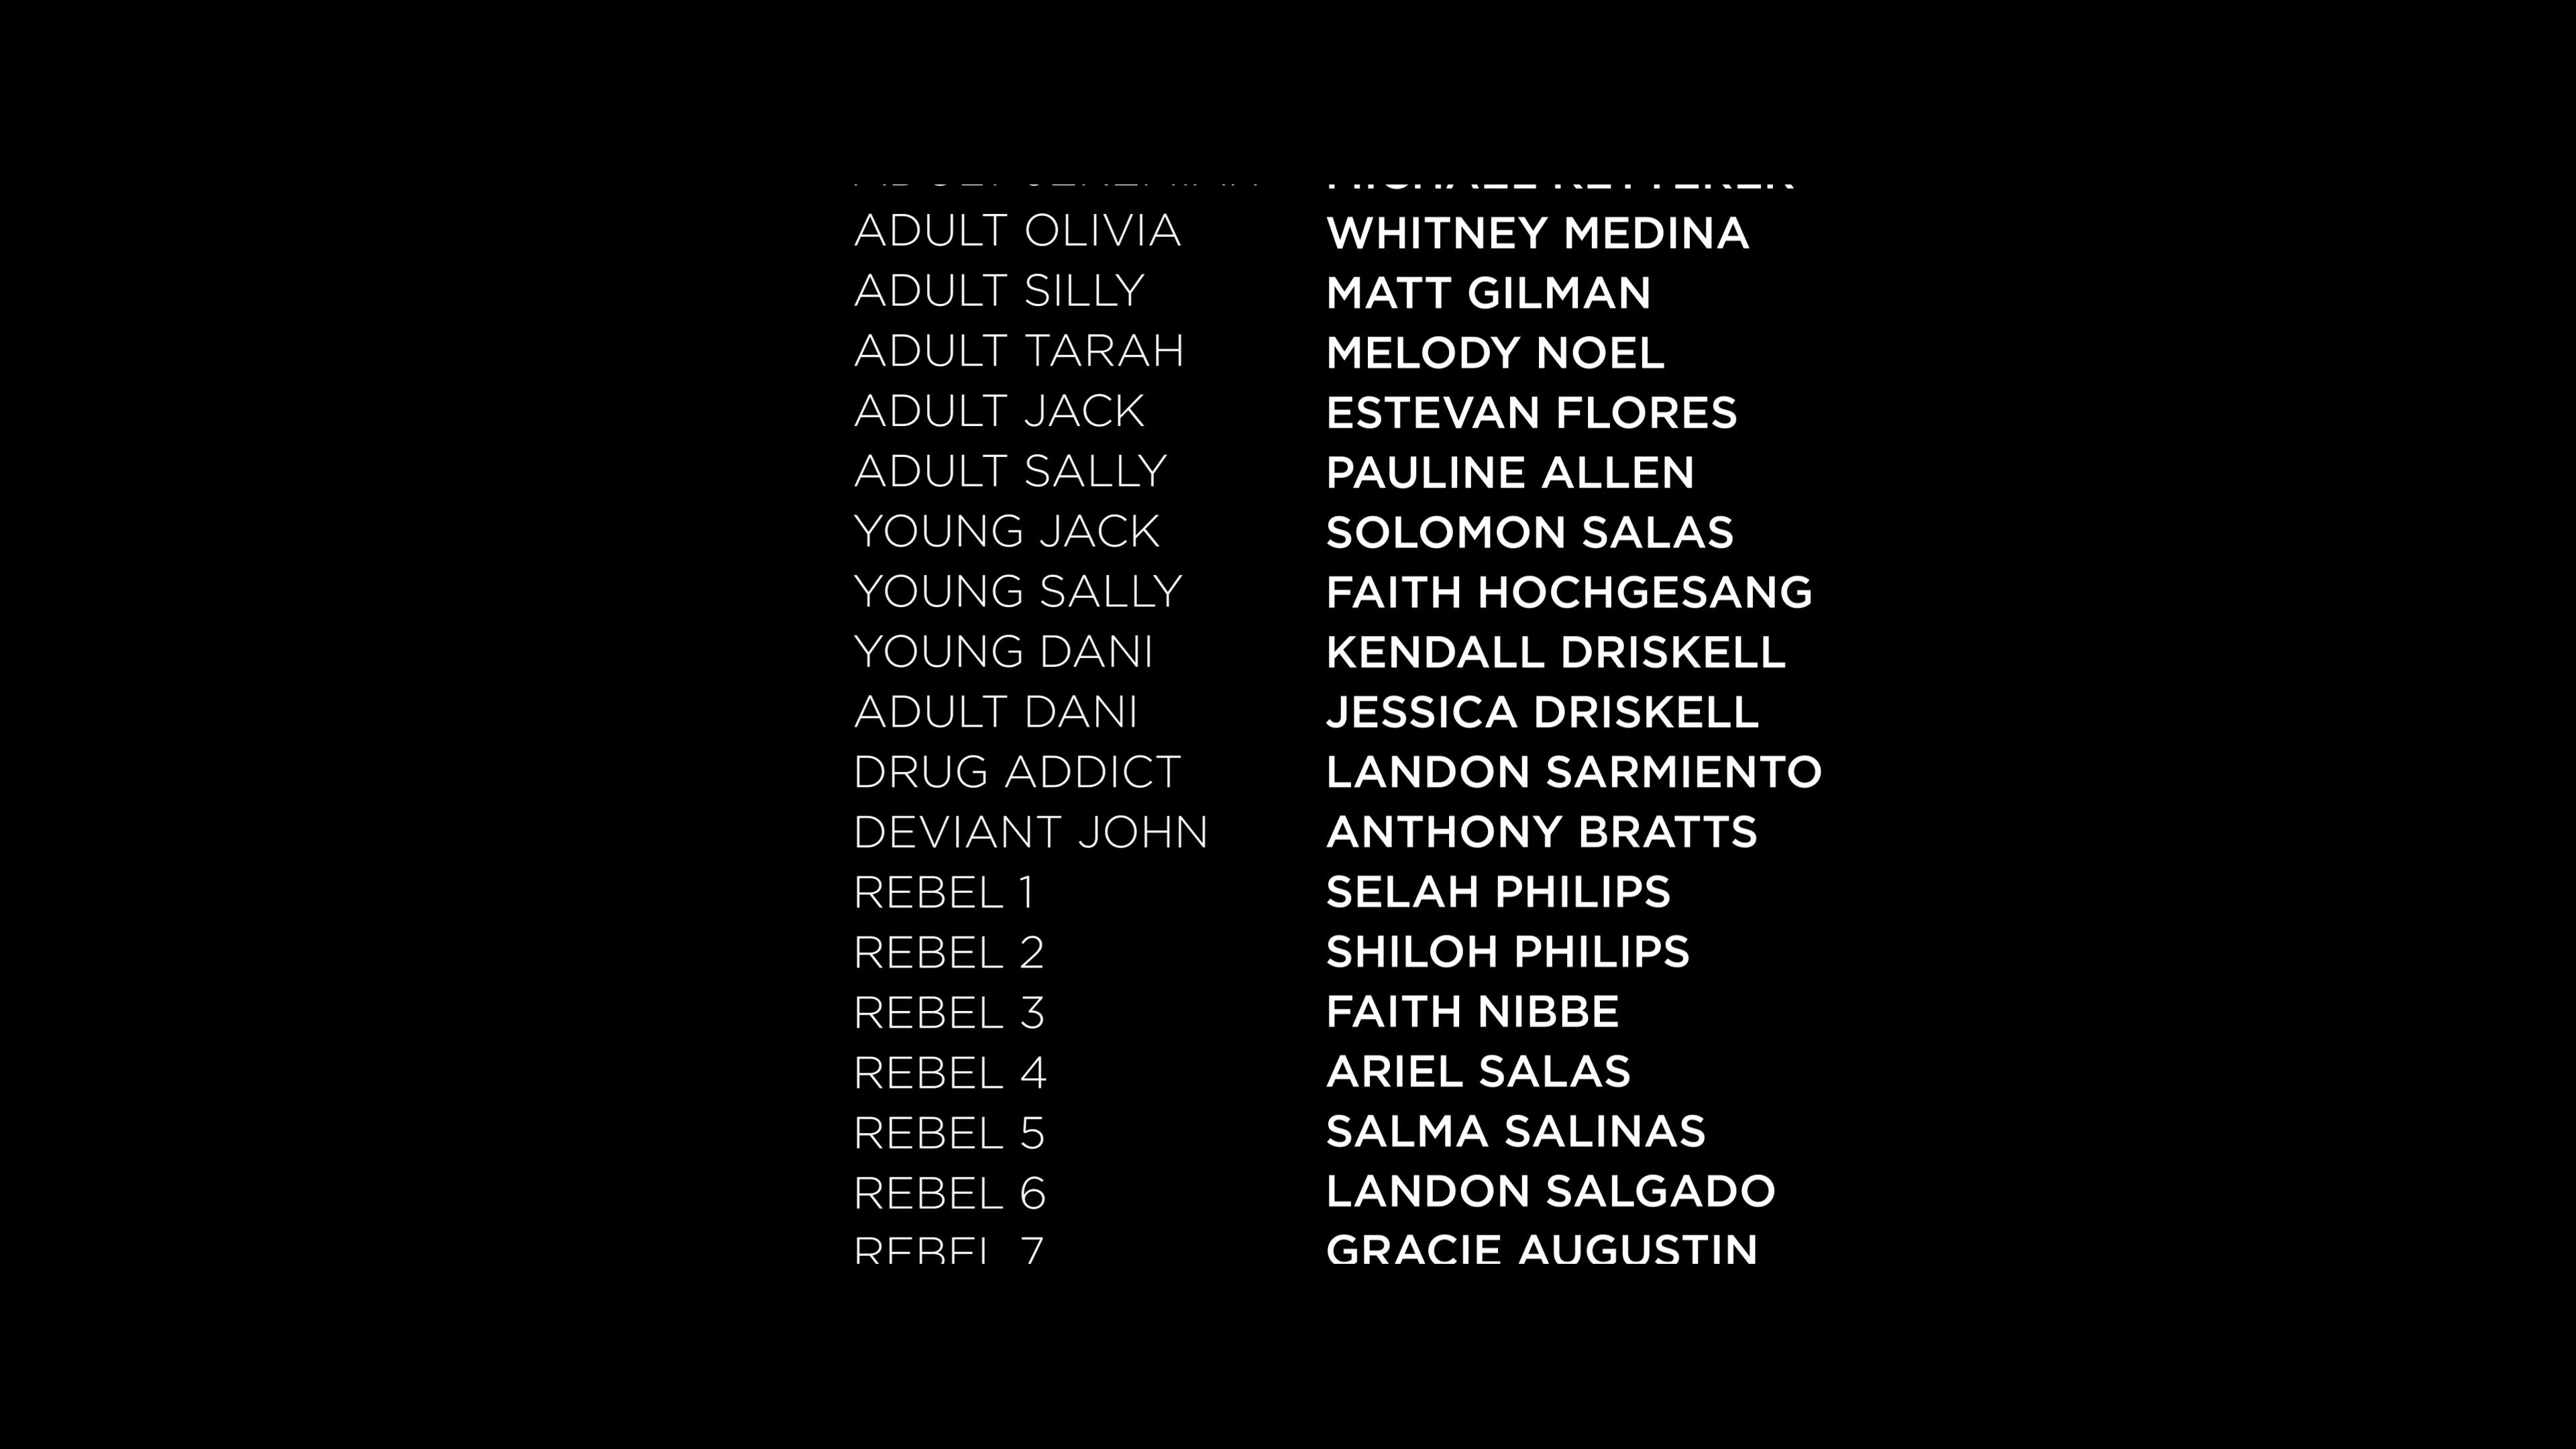 ADULT OLIVIA WHITNEY MEDINA
ADULT SILLY MATT GILMAN
ADULT TARAH MELODY NOEL
ADULT JACK ESTEVAN FLORES
ADULT SALLY PAULINE ALLEN
YOUNG JACK SOLOMON SALAS
YOUNG SALLY FAITH HOCHGESANG
YOUNG DANI KENDALL DRISKELL
ADULT DANI JESSICA DRISKELL
DRUG ADDICT LANDON SARMIENTO
DEVIANT JOHN ANTHONY BRATTS
REBEL 1 SELAH PHILIPS
REBEL 2 SHILOH PHILIPS
REBEL 3 FAITH NIBBE
REBEL 4 ARIEL SALAS
REBEL 5 SALMA SALINAS
REBEL 6 LANDON SALGADO
REBEL 7 GRACIE AUGUSTIN